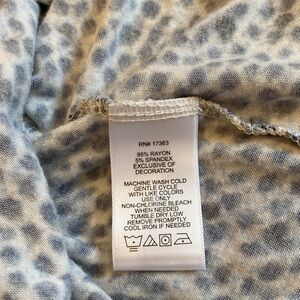 RN# 17363
95% RAYON
5% SPANDEX
EXCLUSIVE OF
DECORATION
MACHINE WASH COLD
GENTLE CYCLE
WITH LIKE COLORS
USE ONLY
NON-CHLORINE BLEACH
WHEN NEEDED
TUMBLE DRY LOW
REMOVE PROMPTLY
COOL IRON IF NEEDED